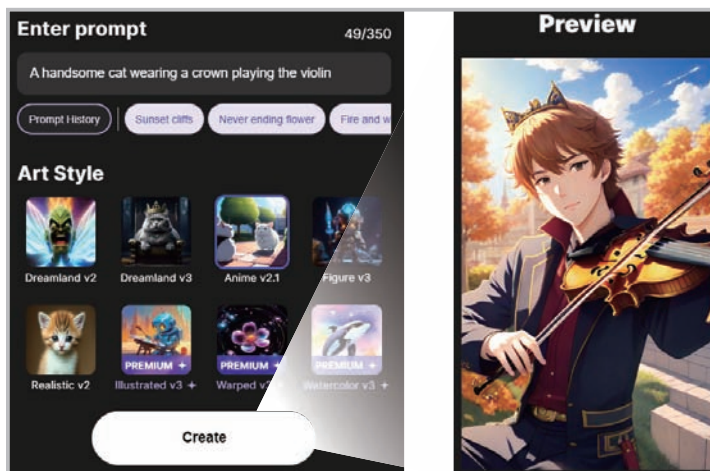 Enter prompt
49/350
A handsome cat wearing a crown playing the violin
Prompt History
Sunset cliffs
Never ending flower
Fire and w
Art Style
Dreamland v2
Dreamland v3
Anime v2.1
Figure v3
Realistic v2
PREMIUM +
Illustrated v3 +
PREMIUM +
Warped v3 +
PREMIUM +
Watercolor v3 +
Create
Preview